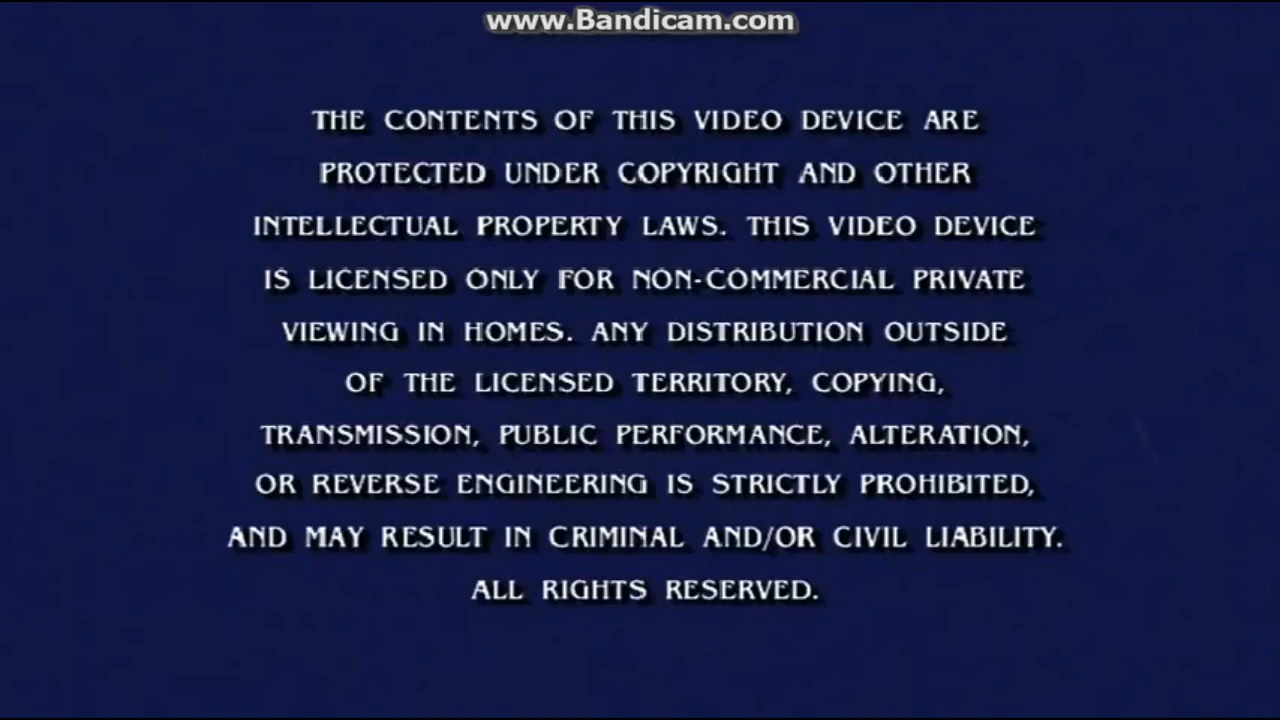 www.Bandicam.com
THE CONTENTS OF THIS VIDEO DEVICE ARE
PROTECTED UNDER COPYRIGHT AND OTHER
INTELLECTUAL PROPERTY LAWS. THIS VIDEO DEVICE
IS LICENSED ONLY FOR NON-COMMERCIAL PRIVATE
VIEWING IN HOMES. ANY DISTRIBUTION OUTSIDE
OF THE LICENSED TERRITORY, COPYING,
TRANSMISSION, PUBLIC PERFORMANCE, ALTERATION,
OR REVERSE ENGINEERING IS STRICTLY PROHIBITED,
AND MAY RESULT IN CRIMINAL AND/OR CIVIL LIABILITY.
ALL RIGHTS RESERVED.